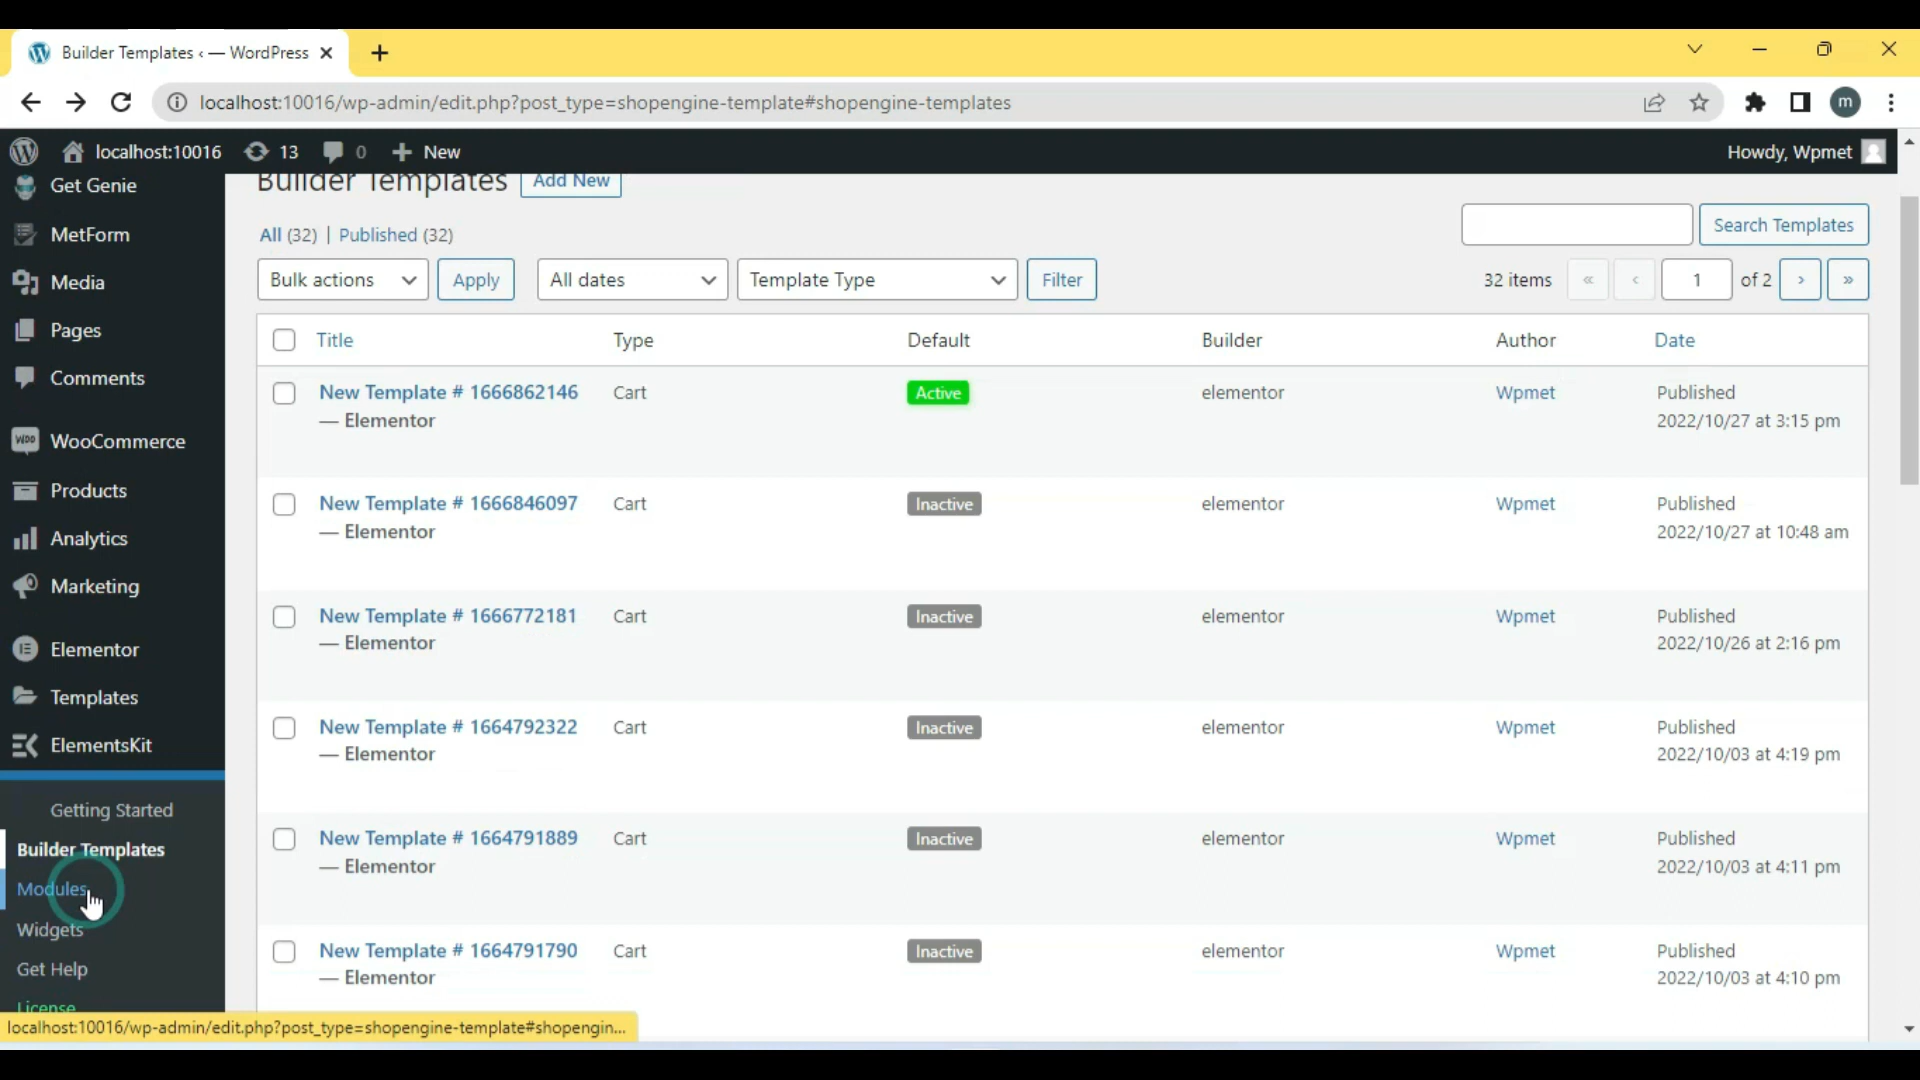 Builder Templates ‹ — WordPress
localhost:10016/wp-admin/edit.php?post_type=shopengine-template#shopengine-templates
m
localhost:10016 13 0 New
Howdy, Wpmet
Get Genie
MetForm
Media
Pages
Comments
WooCommerce
Products
Analytics
Marketing
Elementor
Templates
ElementsKit
Getting Started
Builder Templates
Modules
Widgets
Get Help
License
Builder Templates Add New
All (32) | Published (32)
Search Templates
Bulk actions Apply All dates Template Type Filter
32 items « ‹ 1 of 2 › »
Title Type Default Builder Author Date
New Template # 1666862146 Cart Active elementor Wpmet Published
— Elementor 2022/10/27 at 3:15 pm
New Template # 1666846097 Cart Inactive elementor Wpmet Published
— Elementor 2022/10/27 at 10:48 am
New Template # 1666772181 Cart Inactive elementor Wpmet Published
— Elementor 2022/10/26 at 2:16 pm
New Template # 1664792322 Cart Inactive elementor Wpmet Published
— Elementor 2022/10/03 at 4:19 pm
New Template # 1664791889 Cart Inactive elementor Wpmet Published
— Elementor 2022/10/03 at 4:11 pm
New Template # 1664791790 Cart Inactive elementor Wpmet Published
— Elementor 2022/10/03 at 4:10 pm
localhost:10016/wp-admin/edit.php?post_type=shopengine-template#shopengin...